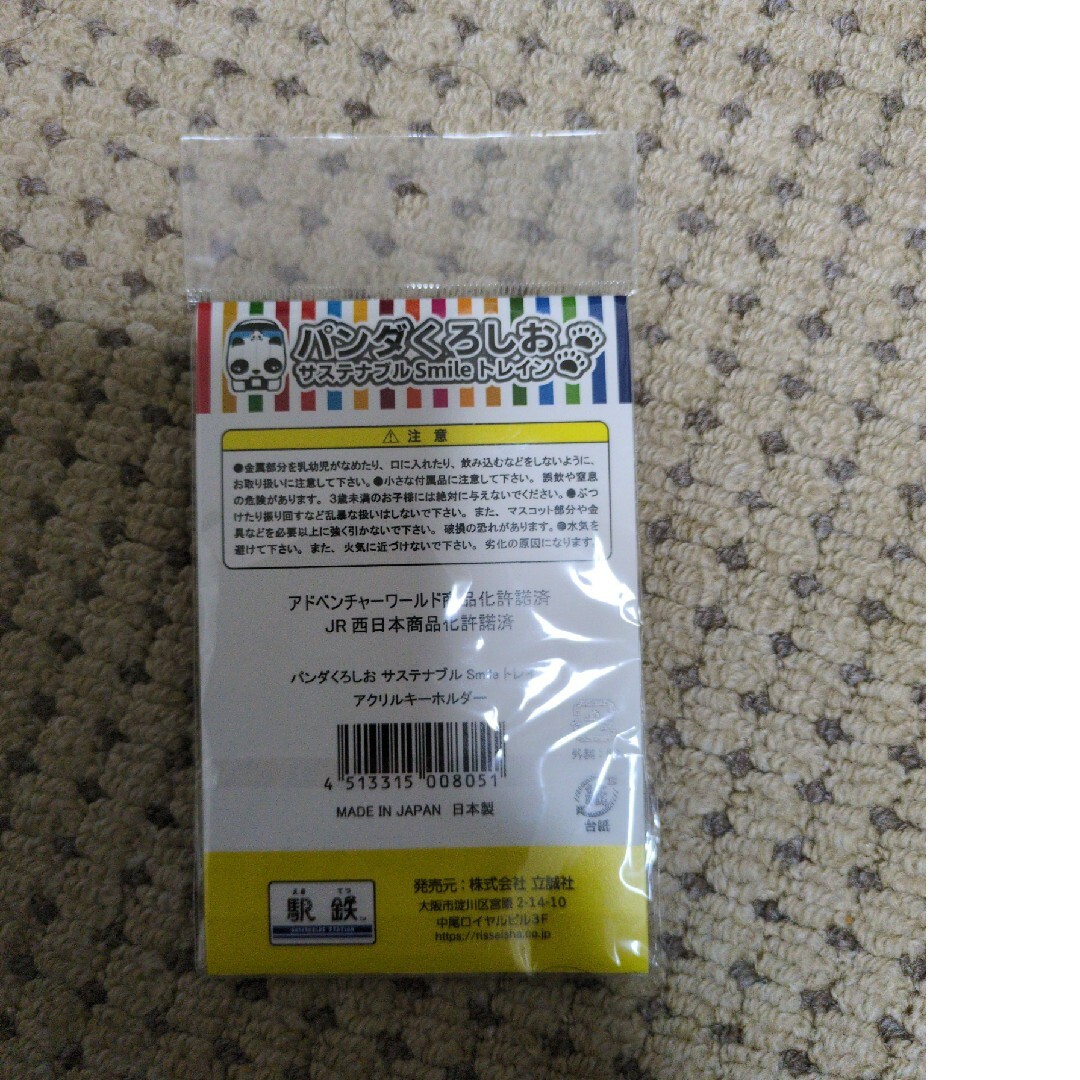 パンダくろしお
サステナブル Smile トレイン
⚠ 注 意
●金属部分を乳幼児がなめたり、口に入れたり、飲み込むなどをしないように、
お取り扱いに注意して下さい。●小さな付属品に注意して下さい。誤飲や窒息
の危険があります。3歳未満のお子様には絶対に与えないでください。●ぶつ
けたり振り回すなど乱暴な扱いはしないで下さい。また、マスコット部分や金
具などを必要以上に強く引かないで下さい。破損の恐れがあります。●水気を
避けて下さい。また、火気に近づけないで下さい。劣化の原因になります。
アドベンチャーワールド商品化許諾済
JR 西日本商品化許諾済
パンダくろしお サステナブル Smile トレ
アクリルキーホルダー
4 513315 008051
MADE IN JAPAN 日本製
外装：
台紙
えき てつ
駅 鉄
発売元：株式会社 立誠社
大阪市淀川区宮原 2-14-10
中尾ロイヤルビル3F
https://risseisha.co.jp